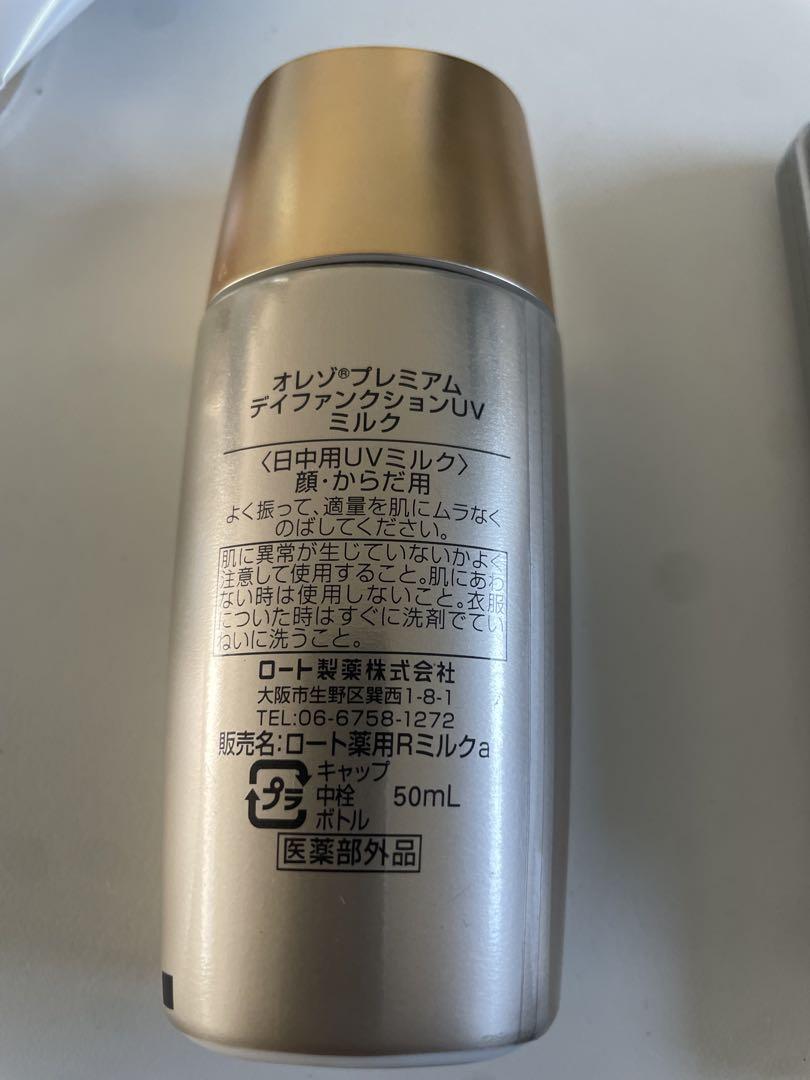 オレゾ®プレミアム
デイファンクションUV
ミルク
〈日中用UVミルク〉
顔・からだ用
よく振って、適量を肌にムラなく
のばしてください。
肌に異常が生じていないかよく
注意して使用すること。肌にあわ
ない時は使用しないこと。衣服
についた時はすぐに洗剤でてい
ねいに洗うこと。
ロート製薬株式会社
大阪市生野区巽西1-8-1
TEL:06-6758-1272
販売名:ロート薬用Rミルクa
プラ
キャップ
中栓
ボトル
50mL
医薬部外品